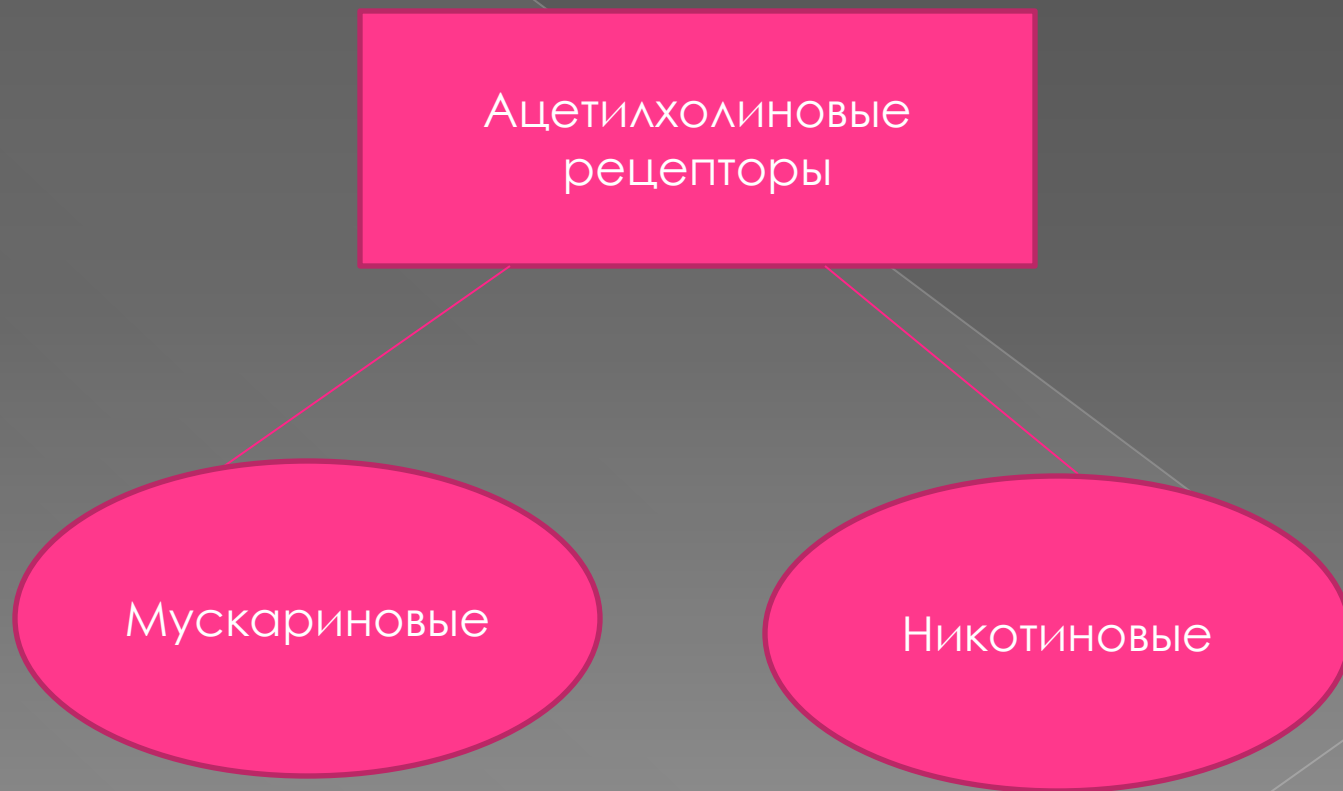 Ацетилхолиновые
рецепторы
Мускариновые
Никотиновые